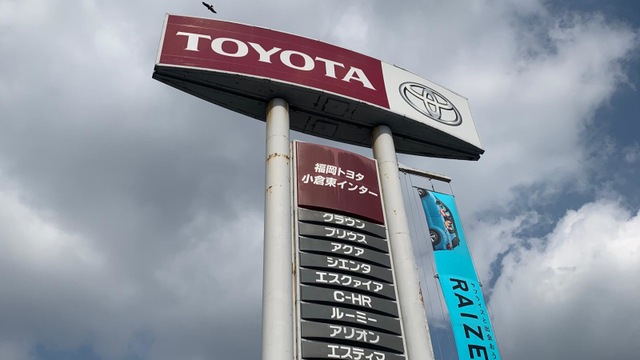 TOYOTA
福岡トヨタ
小倉東インター
クラウン
プリウス
アクア
シエンタ
エスクァイア
C-HR
ルーミー
アリオン
エスティマ
RAIZE